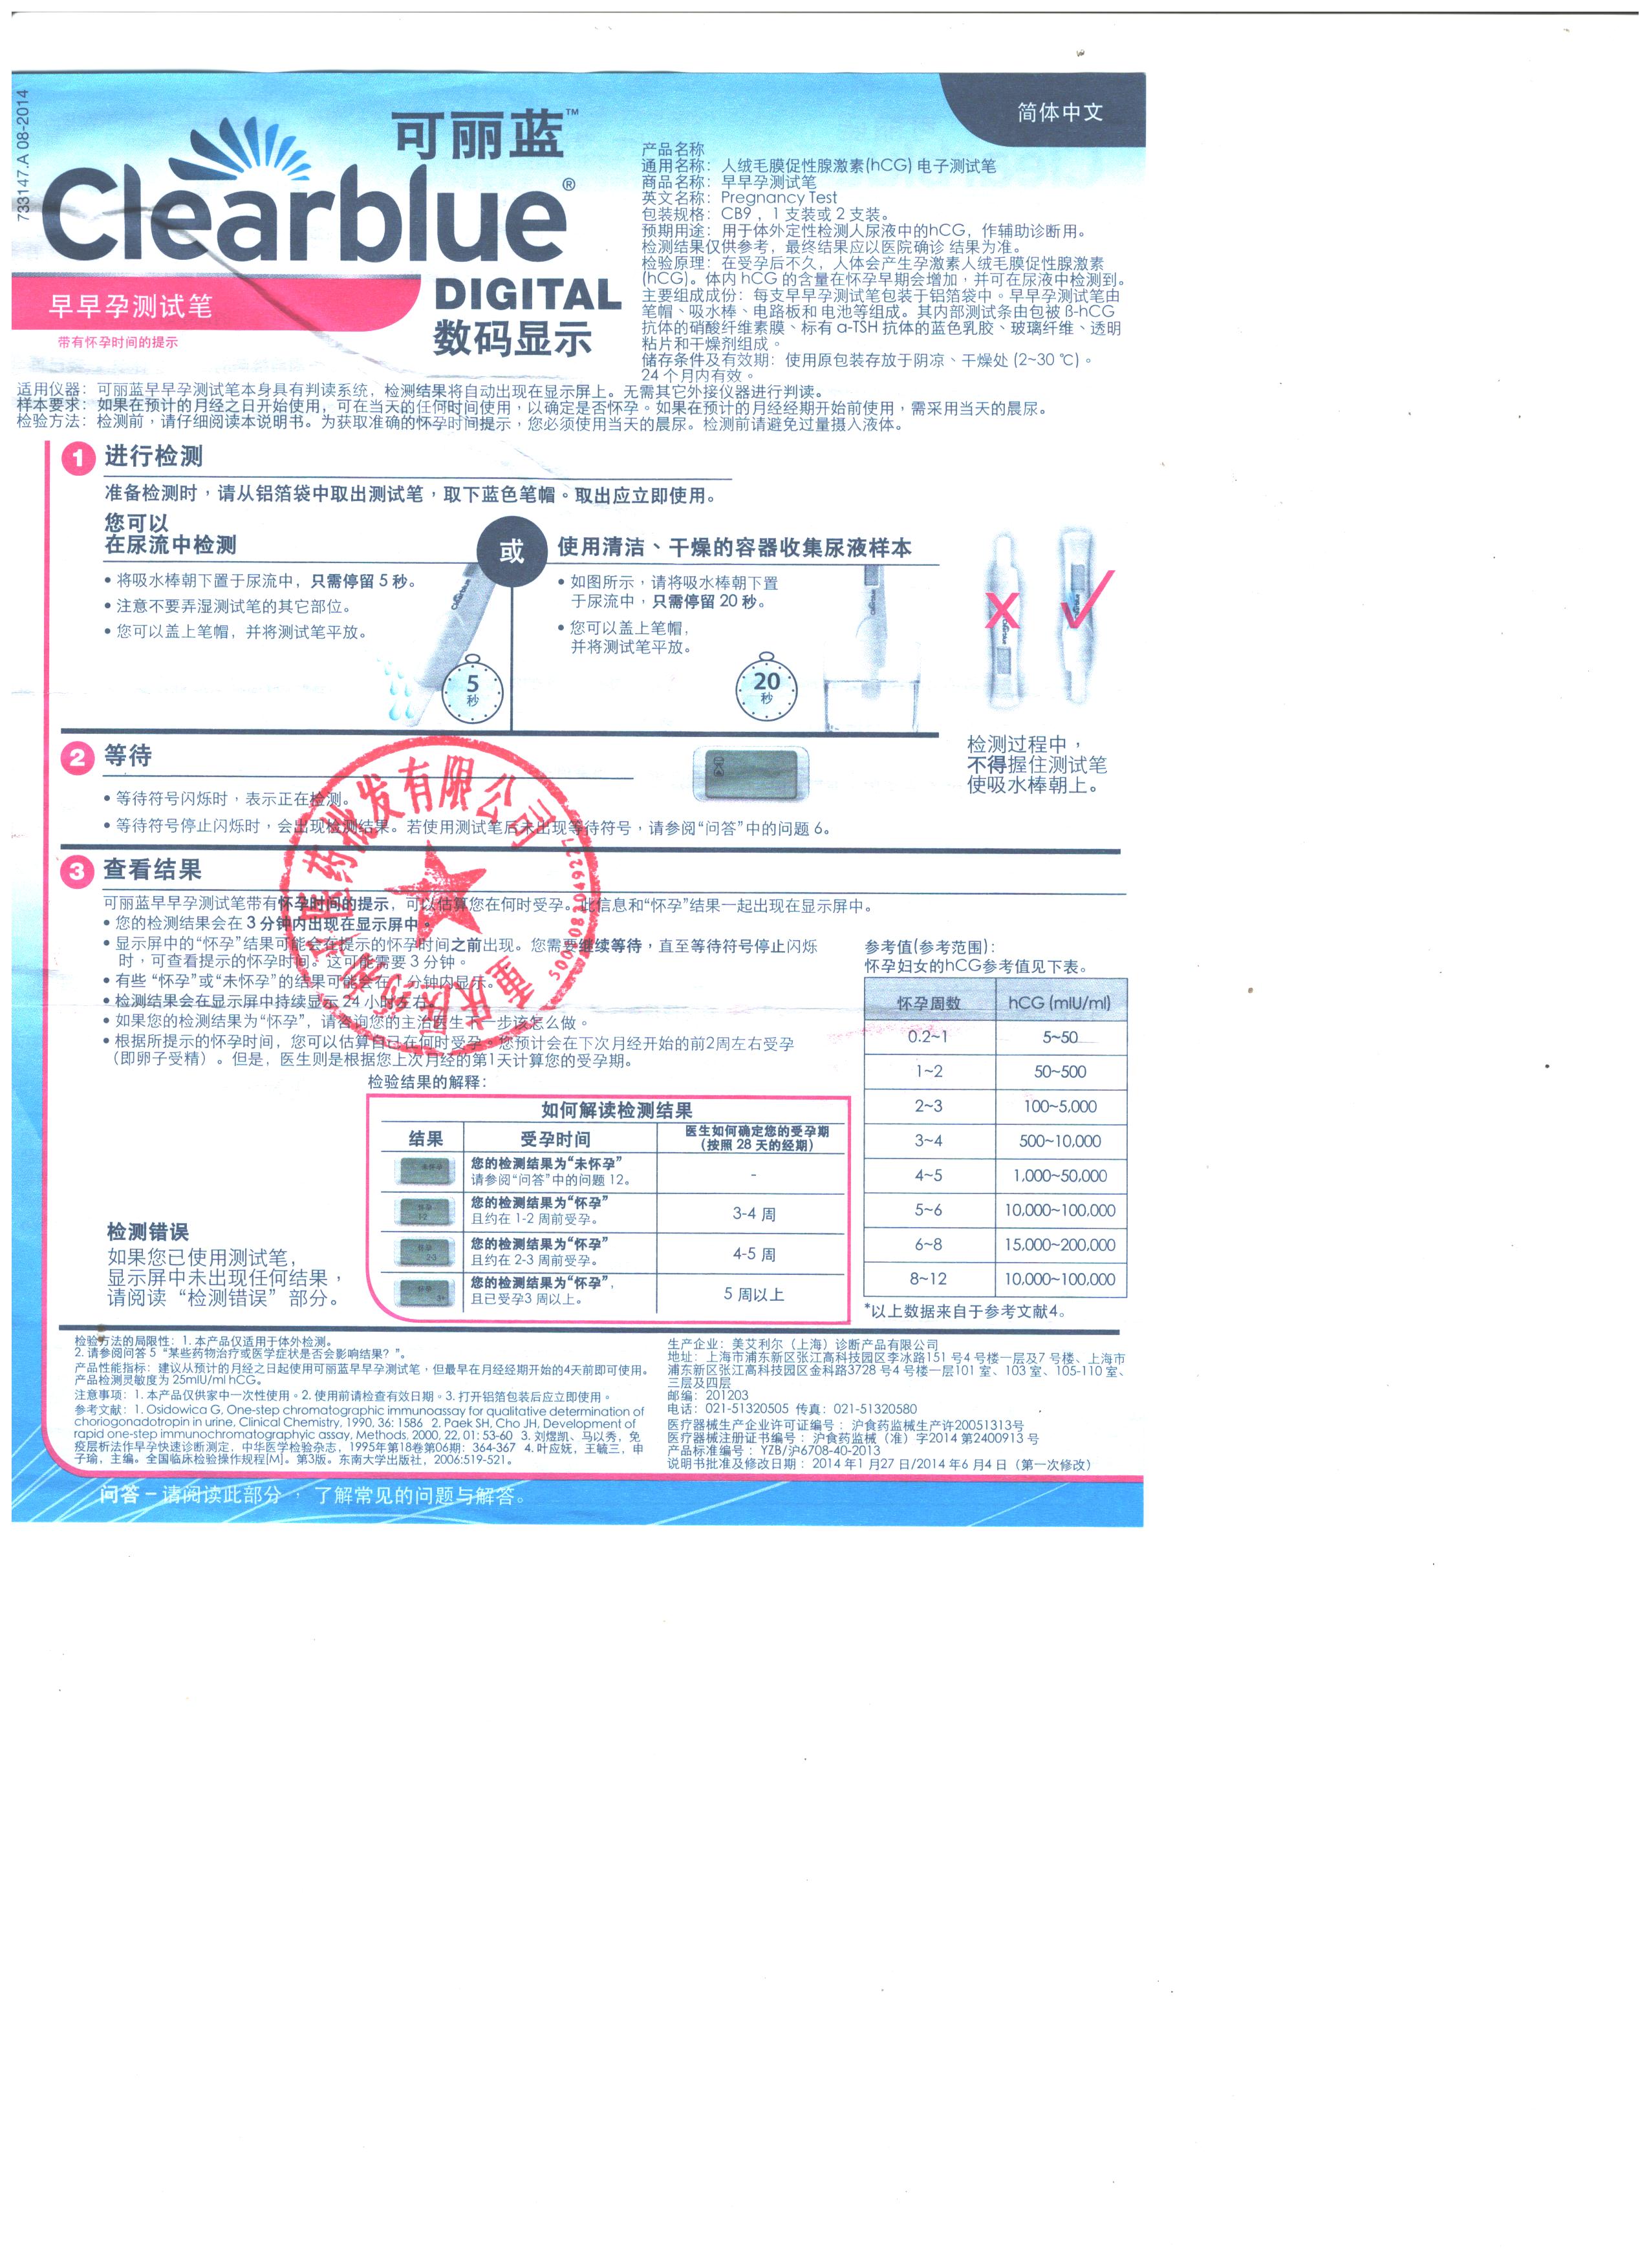 733147.A 08-2014
简体中文
可丽蓝™
Clearblue®
DIGITAL
数码显示
早早孕测试笔
带有怀孕时间的提示
产品名称
通用名称：人绒毛膜促性腺激素(hCG) 电子测试笔
商品名称：早早孕测试笔
英文名称：Pregnancy Test
包装规格：CB9，1 支装或 2 支装。
预期用途：用于体外定性检测人尿液中的hCG，作辅助诊断用。
检测结果仅供参考，最终结果应以医院确诊 结果为准。
检验原理：在受孕后不久，人体会产生孕激素人绒毛膜促性腺激素
(hCG)。体内 hCG 的含量在怀孕早期会增加，并可在尿液中检测到。
主要组成成份：每支早早孕测试笔包装于铝箔袋中。早早孕测试笔由
笔帽、吸水棒、电路板和电池等组成。其内部测试条由包被 ß-hCG
抗体的硝酸纤维素膜、标有 α-TSH 抗体的蓝色乳胶、玻璃纤维、透明
粘片和干燥剂组成。
储存条件及有效期：使用原包装存放于阴凉、干燥处 (2~30 ℃)。
24 个月内有效。
适用仪器：可丽蓝早早孕测试笔本身具有判读系统，检测结果将自动出现在显示屏上。无需其它外接仪器进行判读。
样本要求：如果在预计的月经之日开始使用，可在当天的任何时间使用，以确定是否怀孕。如果在预计的月经经期开始前使用，需采用当天的晨尿。
检验方法：检测前，请仔细阅读本说明书。为获取准确的怀孕时间提示，您必须使用当天的晨尿。检测前请避免过量摄入液体。
1 进行检测
准备检测时，请从铝箔袋中取出测试笔，取下蓝色笔帽。取出应立即使用。
您可以
在尿流中检测
• 将吸水棒朝下置于尿流中，只需停留 5 秒。
• 注意不要弄湿测试笔的其它部位。
• 您可以盖上笔帽，并将测试笔平放。
Clearblue
5
秒
或
使用清洁、干燥的容器收集尿液样本
• 如图所示，请将吸水棒朝下置
于尿流中，只需停留 20 秒。
• 您可以盖上笔帽，
并将测试笔平放。
20
秒
Clearblue
x
检测过程中，
不得握住测试笔
使吸水棒朝上。
2 等待
• 等待符号闪烁时，表示正在检测。
• 等待符号停止闪烁时，会出现检测结果。若使用测试笔后未出现等待符号，请参阅“问答”中的问题 6。
3 查看结果
可丽蓝早早孕测试笔带有怀孕时间的提示，可以估算您在何时受孕。此信息和“怀孕”结果一起出现在显示屏中。
• 您的检测结果会在 3 分钟内出现在显示屏中。
• 显示屏中的“怀孕”结果可能会在提示的怀孕时间之前出现。您需要继续等待，直至等待符号停止闪烁
时，可查看提示的怀孕时间。这可能需要 3 分钟。
• 有些 “怀孕”或“未怀孕”的结果可能会在 1 分钟内显示。
• 检测结果会在显示屏中持续显示 24 小时左右。
• 如果您的检测结果为“怀孕”，请咨询您的主治医生下一步该怎么做。
• 根据所提示的怀孕时间，您可以估算自己在何时受孕。您预计会在下次月经开始的前2周左右受孕
（即卵子受精）。但是，医生则是根据您上次月经的第1天计算您的受孕期。
药批发有限公司
参考值(参考范围)：
怀孕妇女的hCG参考值见下表。
怀孕周数 hCG (mIU/ml)
0.2~1 5~50
1~2 50~500
2~3 100~5,000
3~4 500~10,000
4~5 1,000~50,000
5~6 10,000~100,000
6~8 15,000~200,000
8~12 10,000~100,000
*以上数据来自于参考文献4。
检验结果的解释：
如何解读检测结果
结果 受孕时间 医生如何确定您的受孕期
（按照 28 天的经期）
未怀孕 您的检测结果为“未怀孕”
请参阅“问答”中的问题 12。 -
怀孕 1-2 您的检测结果为“怀孕”
且约在 1-2 周前受孕。 3-4 周
怀孕 2-3 您的检测结果为“怀孕”
且约在 2-3 周前受孕。 4-5 周
怀孕 3+ 您的检测结果为“怀孕”，
且已受孕3 周以上。 5 周以上
检测错误
如果您已使用测试笔，
显示屏中未出现任何结果，
请阅读 “检测错误” 部分。
检验方法的局限性：1. 本产品仅适用于体外检测。
2. 请参阅问答 5 “某些药物治疗或医学症状是否会影响结果？”。
产品性能指标：建议从预计的月经之日起使用可丽蓝早早孕测试笔，但最早在月经经期开始的4天前即可使用。
产品检测灵敏度为 25mIU/ml hCG。
注意事项：1. 本产品仅供家中一次性使用。2. 使用前请检查有效日期。3. 打开铝箔包装后应立即使用。
参考文献：1. Osidowica G, One-step chromatographic immunoassay for qualitative determination of
choriogonadotropin in urine, Clinical Chemistry, 1990, 36: 1586 2. Paek SH, Cho JH, Development of
rapid one-step immunochromatographyic assay, Methods, 2000, 22, 01: 53-60 3. 刘煜凯、马以秀，免
疫层析法作早孕快速诊断测定，中华医学检验杂志，1995年第18卷第06期：364-367 4. 叶应妩，王毓三，申
子瑜，主编。全国临床检验操作规程[M]。第3版。东南大学出版社，2006:519-521。
生产企业：美艾利尔（上海）诊断产品有限公司
地址：上海市浦东新区张江高科技园区李冰路151 号4 号楼一层及7 号楼、上海市
浦东新区张江高科技园区金科路3728 号4 号楼一层101 室、103 室、105-110 室、
三层及四层
邮编：201203
电话：021-51320505 传真：021-51320580
医疗器械生产企业许可证编号：沪食药监械生产许20051313号
医疗器械注册证书编号：沪食药监械（准）字2014 第2400913 号
产品标准编号：YZB/沪6708-40-2013
说明书批准及修改日期：2014 年1 月27 日/2014 年6 月4 日（第一次修改）
问答 – 请阅读此部分，了解常见的问题与解答。